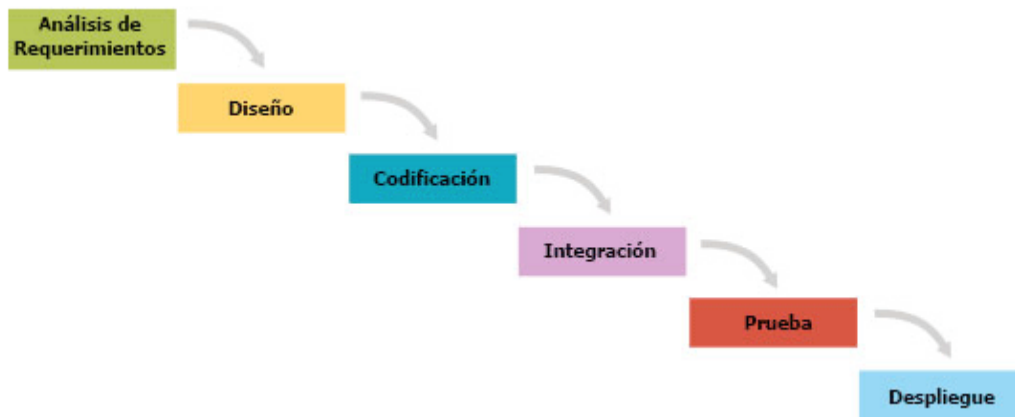 Análisis de
Requerimientos
Diseño
Codificación
Integración
Prueba
Despliegue